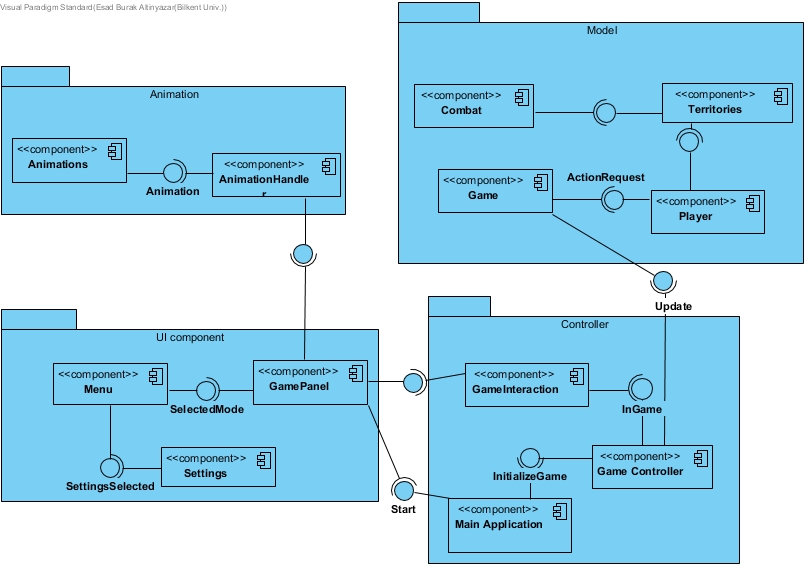 Visual Paradigm Standard(Esad Burak Altinyazar(Bilkent Univ.))
Model
<<component>>
Combat
<<component>>
Territories
Animation
<<component>>
Animations
<<component>>
AnimationHandle
r
Animation
<<component>>
Game
ActionRequest
<<component>>
Player
Update
UI component
<<component>>
Menu
SelectedMode
<<component>>
GamePanel
SettingsSelected
<<component>>
Settings
Start
Controller
<<component>>
GameInteraction
InGame
InitializeGame
<<component>>
Game Controller
<<component>>
Main Application